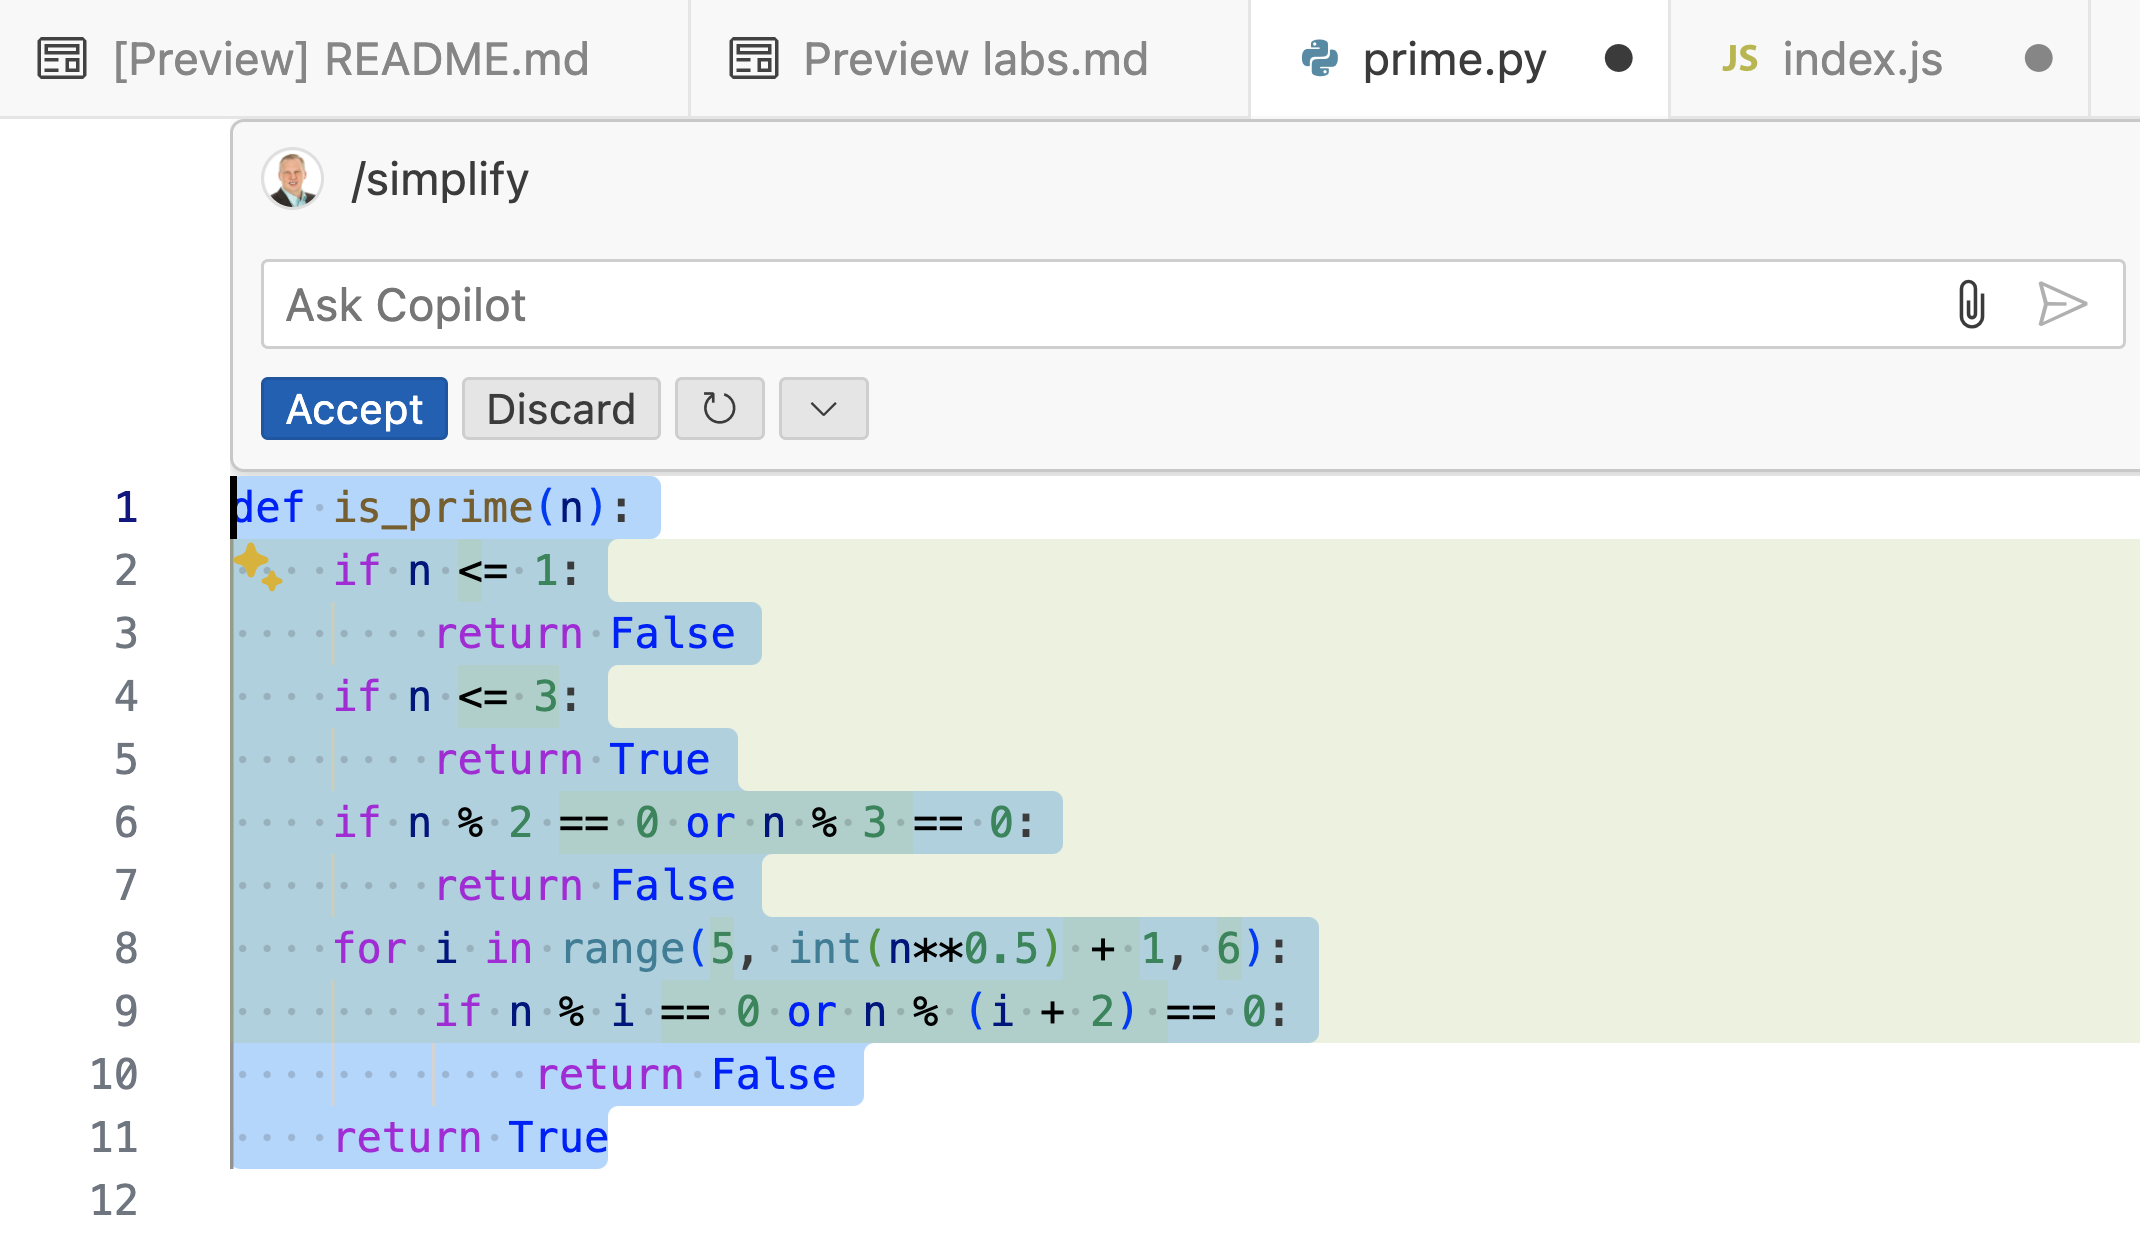 [Preview] README.md
Preview labs.md
prime.py
JS index.js
/simplify
Ask Copilot
Accept Discard
1 def is_prime(n):
2     if n <= 1:
3         return False
4     if n <= 3:
5         return True
6     if n % 2 == 0 or n % 3 == 0:
7         return False
8     for i in range(5, int(n**0.5) + 1, 6):
9         if n % i == 0 or n % (i + 2) == 0:
10             return False
11     return True
12